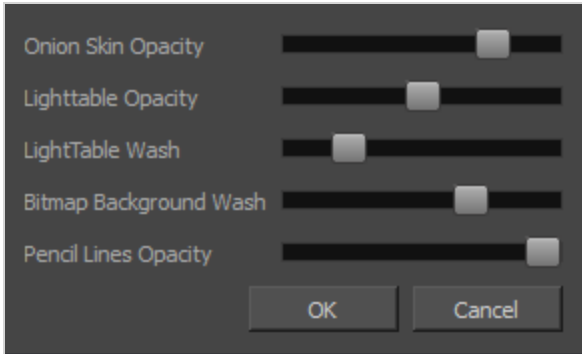 Onion Skin Opacity
Lighttable Opacity
LightTable Wash
Bitmap Background Wash
Pencil Lines Opacity
OK Cancel